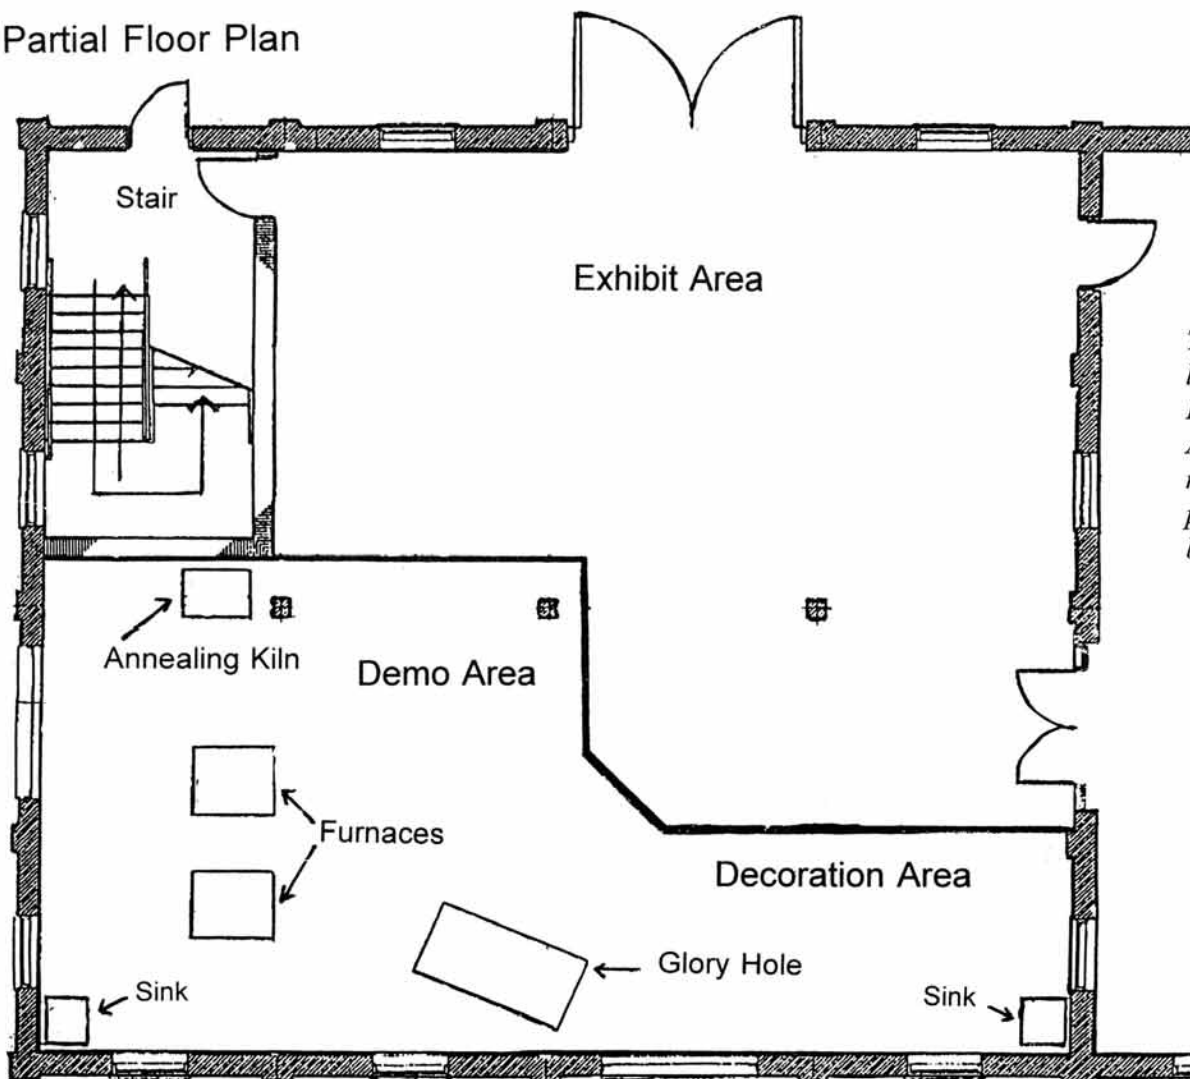 Partial Floor Plan
Stair
Exhibit Area
Annealing Kiln
Demo Area
Furnaces
Decoration Area
Glory Hole
Sink
Sink